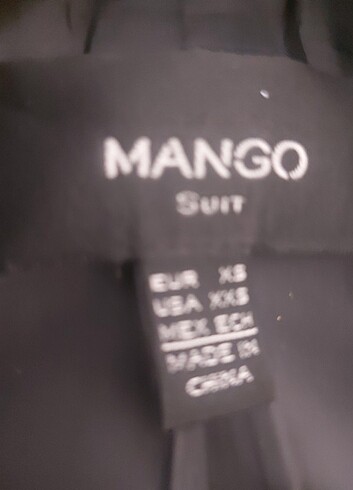 MANGO
SUIT
EUR XS
USA XXS
MEX ECH
MADE IN
CHINA